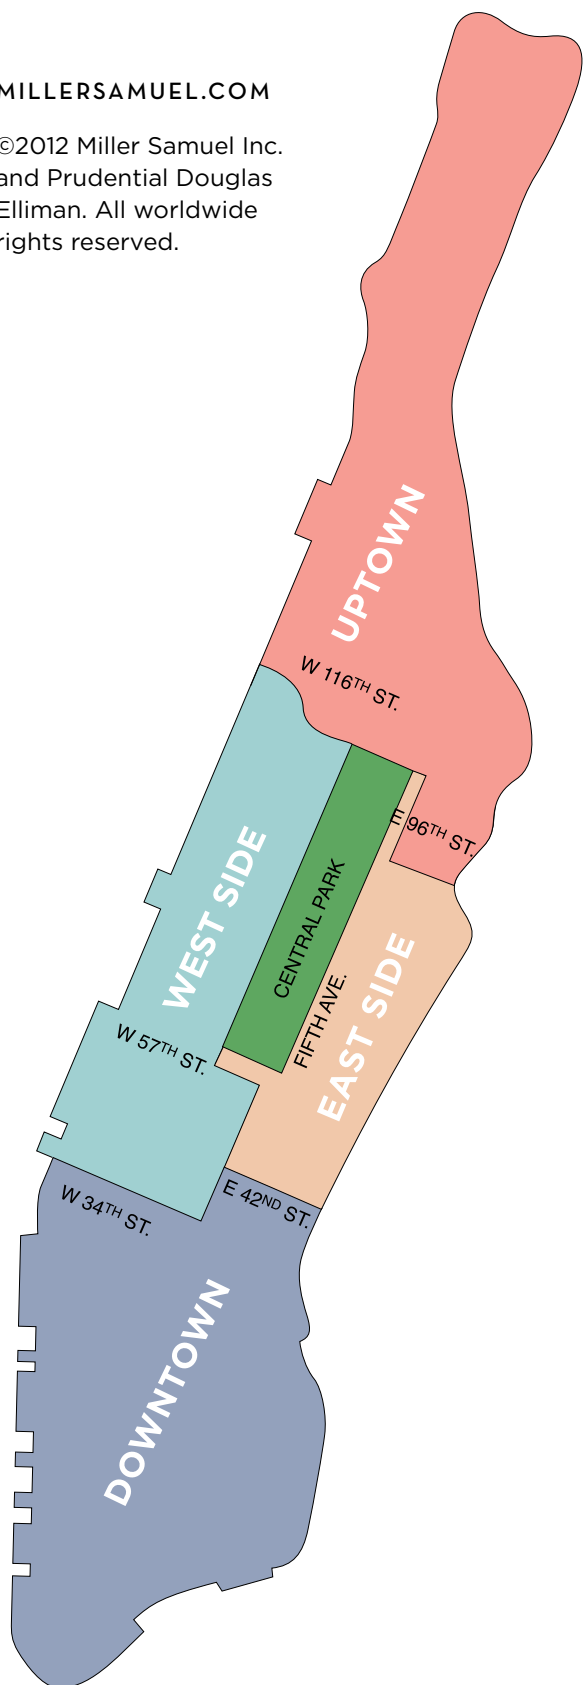 MILLERSAMUEL.COM
©2012 Miller Samuel Inc.
and Prudential Douglas
Elliman. All worldwide
rights reserved.
UPTOWN
W 116TH ST.
E 96TH ST.
WEST SIDE
CENTRAL PARK
FIFTH AVE.
EAST SIDE
W 57TH ST.
E 42ND ST.
W 34TH ST.
DOWNTOWN